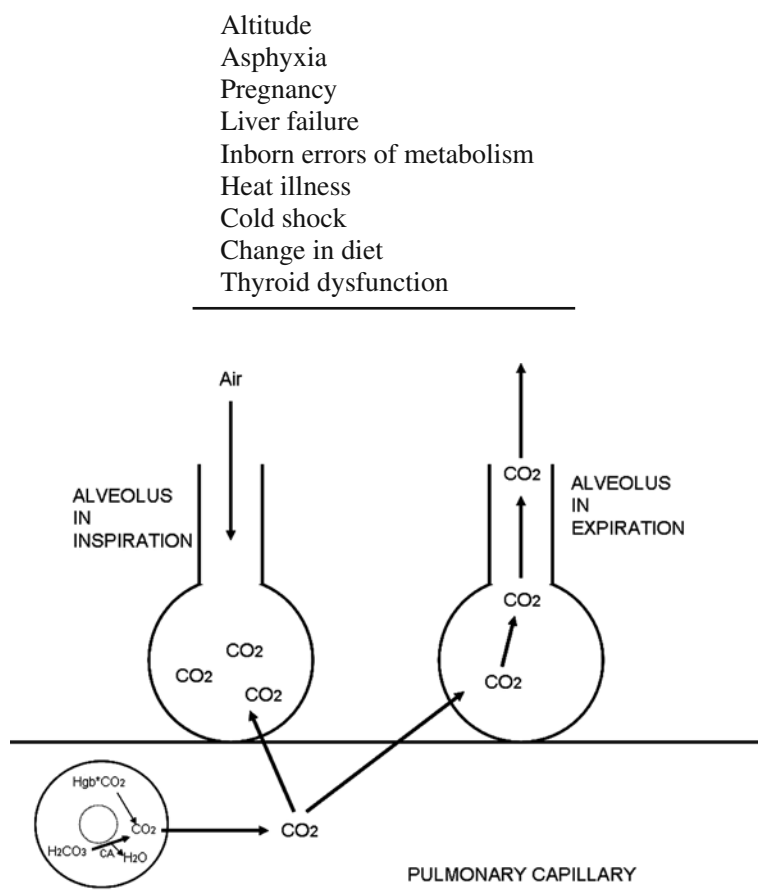 Altitude
Asphyxia
Pregnancy
Liver failure
Inborn errors of metabolism
Heat illness
Cold shock
Change in diet
Thyroid dysfunction
Air
ALVEOLUS
IN
INSPIRATION
CO2
CO2
CO2
CO2
ALVEOLUS
IN
EXPIRATION
CO2
CO2
Hgb*CO2
CO2
H2CO3
CA
H2O
CO2
PULMONARY CAPILLARY